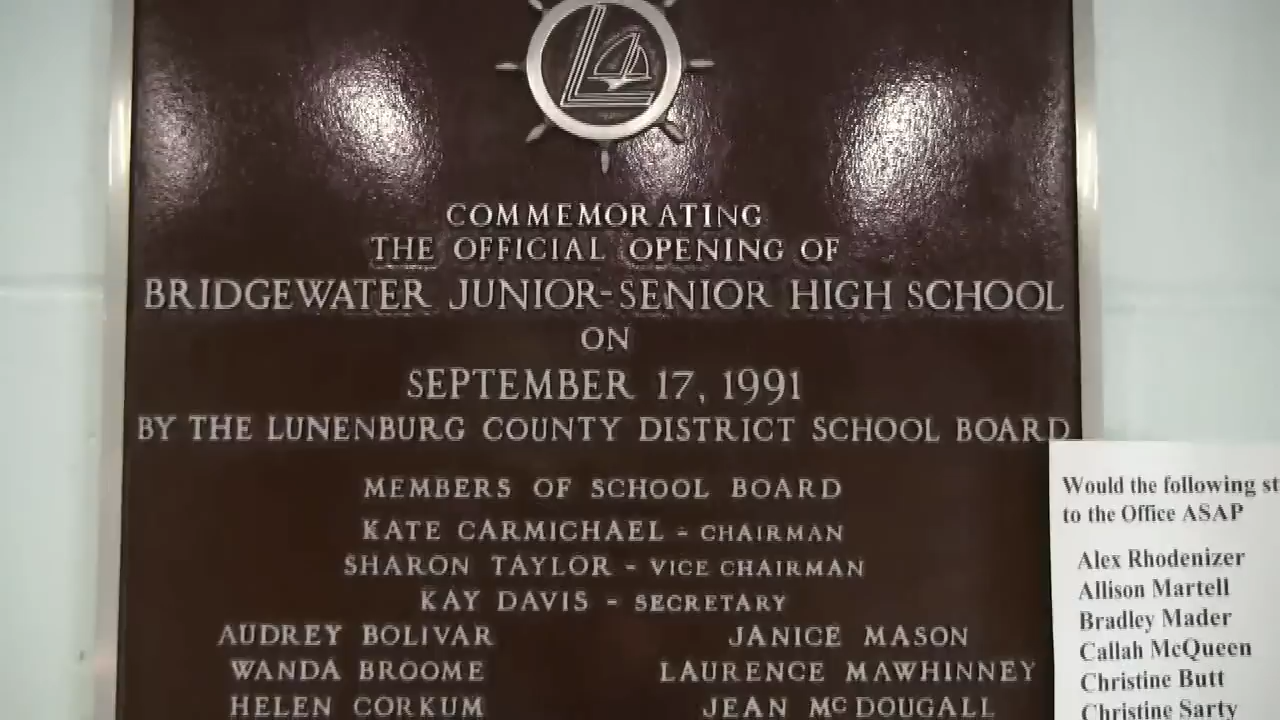 COMMEMORATING
THE OFFICIAL OPENING OF
BRIDGEWATER JUNIOR-SENIOR HIGH SCHOOL
ON
SEPTEMBER 17, 1991
BY THE LUNENBURG COUNTY DISTRICT SCHOOL BOARD
MEMBERS OF SCHOOL BOARD
KATE CARMICHAEL - CHAIRMAN
SHARON TAYLOR - VICE CHAIRMAN
KAY DAVIS - SECRETARY
AUDREY BOLIVAR JANICE MASON
WANDA BROOME LAURENCE MAWHINNEY
HELEN CORKUM JEAN MCDOUGALL
Would the following st
to the Office ASAP
Alex Rhodenizer
Allison Martell
Bradley Mader
Callah McQueen
Christine Butt
Christine Sarty